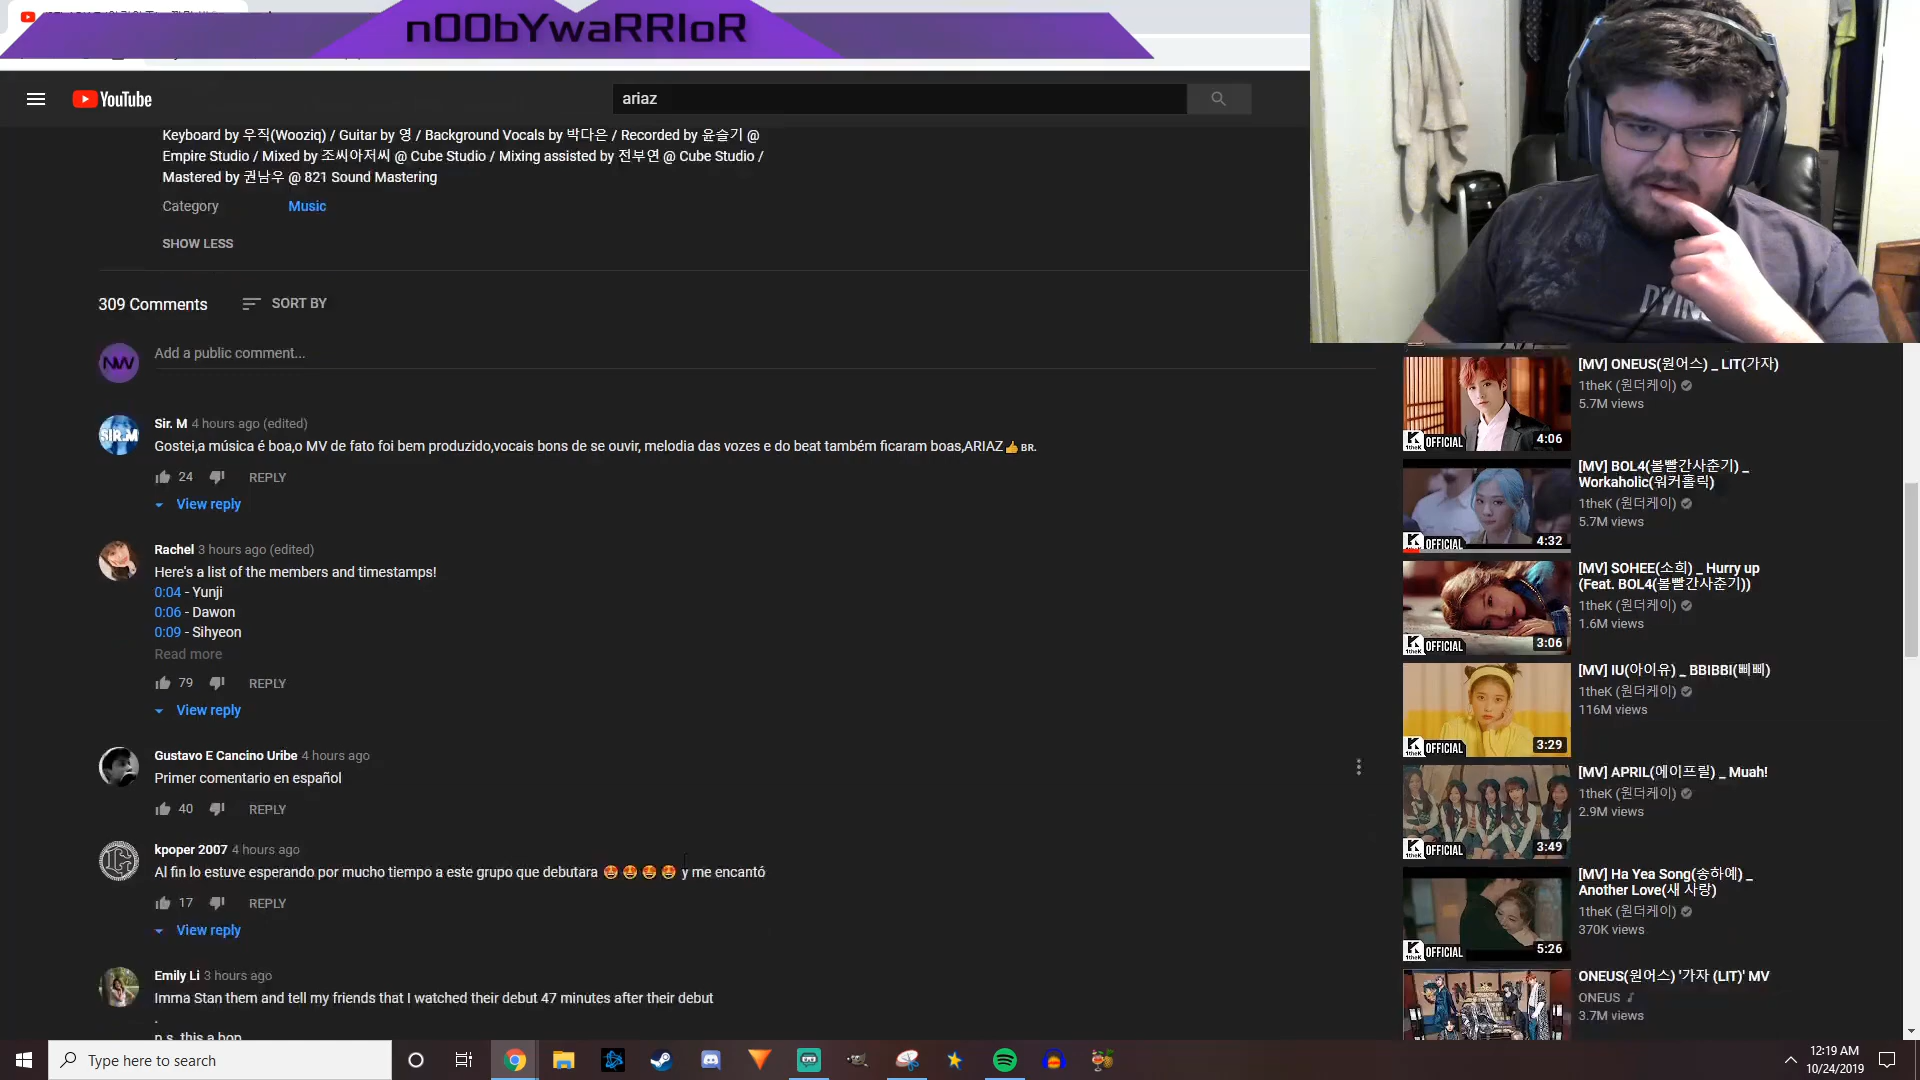 n00bYwaRRIoR
YouTube
ariaz
Keyboard by 우직(Wooziq) / Guitar by 영 / Background Vocals by 박다은 / Recorded by 윤슬기 @
Empire Studio / Mixed by 조씨아저씨 @ Cube Studio / Mixing assisted by 전부연 @ Cube Studio /
Mastered by 권남우 @ 821 Sound Mastering
Category Music
SHOW LESS
309 Comments SORT BY
NW Add a public comment...
SIR.M
Sir. M 4 hours ago (edited)
Gostei,a música é boa,o MV de fato foi bem produzido,vocais bons de se ouvir, melodia das vozes e do beat também ficaram boas,ARIAZ👍BR.
24 REPLY
View reply
Rachel 3 hours ago (edited)
Here's a list of the members and timestamps!
0:04 - Yunji
0:06 - Dawon
0:09 - Sihyeon
Read more
79 REPLY
View reply
Gustavo E Cancino Uribe 4 hours ago
Primer comentario en español
40 REPLY
kpoper 2007 4 hours ago
Al fin lo estuve esperando por mucho tiempo a este grupo que debutara 🤩 🤩 🤩 🤩 y me encantó
17 REPLY
View reply
Emily Li 3 hours ago
Imma Stan them and tell my friends that I watched their debut 47 minutes after their debut
.
p.s. this a bop
[MV] ONEUS(원어스) _ LIT(가자)
1theK (원더케이)
5.7M views
K OFFICIAL 4:06
[MV] BOL4(볼빨간사춘기) _
Workaholic(워커홀릭)
1theK (원더케이)
5.7M views
K OFFICIAL 4:32
[MV] SOHEE(소희) _ Hurry up
(Feat. BOL4(볼빨간사춘기))
1theK (원더케이)
1.6M views
K OFFICIAL 3:06
[MV] IU(아이유) _ BBIBBI(삐삐)
1theK (원더케이)
116M views
K OFFICIAL 3:29
[MV] APRIL(에이프릴) _ Muah!
1theK (원더케이)
2.9M views
K OFFICIAL 3:49
[MV] Ha Yea Song(송하예) _
Another Love(새 사랑)
1theK (원더케이)
370K views
K OFFICIAL 5:26
ONEUS(원어스) '가자 (LIT)' MV
ONEUS
3.7M views
Type here to search
12:19 AM
10/24/2019